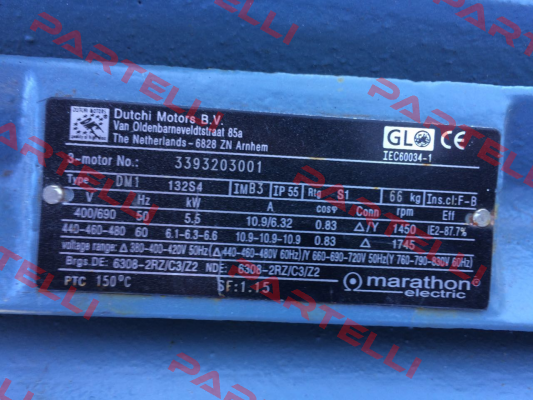 Dutchi Motors B.V.
Van Oldenbarneveldtstraat 85a
The Netherlands - 6828 ZN Arnhem
DUTCHI MOTORS
GL CE
IEC60034-1
3-motor No.: 3393203001
Type DM1 132S4 IMB3 IP 55 Rtg S1 66 kg Ins.cl:F-B
V Hz kW A cosφ Conn rpm Eff
400/690 50 5.5 10.9/6.32 0.83 Δ/Y 1450 IE2-87.7%
440-460-480 60 6.1-6.3-6.6 10.9-10.9-10.9 0.83 Δ 1745
voltage range: Δ 380-400-420V 50Hz (Δ 440-460-480V 60Hz)/Y 660-690-720V 50Hz(Y 760-790-830V 60Hz)
Brgs.DE: 6308-2RZ/C3/Z2 NDE: 6308-2RZ/C3/Z2
PTC 150°C SF:1.15
marathon
electric
PARTELLI
PARTELLI
PARTELLI
PARTELLI
PARTELLI